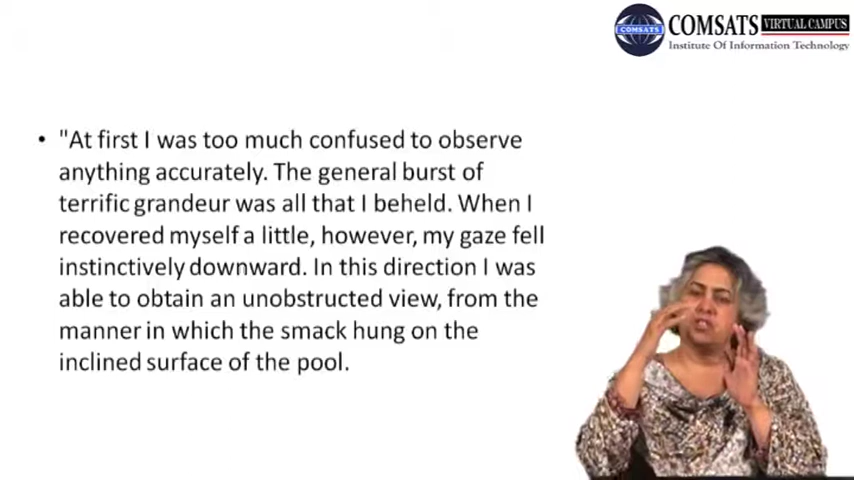 COMSATS VIRTUAL CAMPUS
COMSATS
Institute Of Information Technology
• "At first I was too much confused to observe
anything accurately. The general burst of
terrific grandeur was all that I beheld. When I
recovered myself a little, however, my gaze fell
instinctively downward. In this direction I was
able to obtain an unobstructed view, from the
manner in which the smack hung on the
inclined surface of the pool.